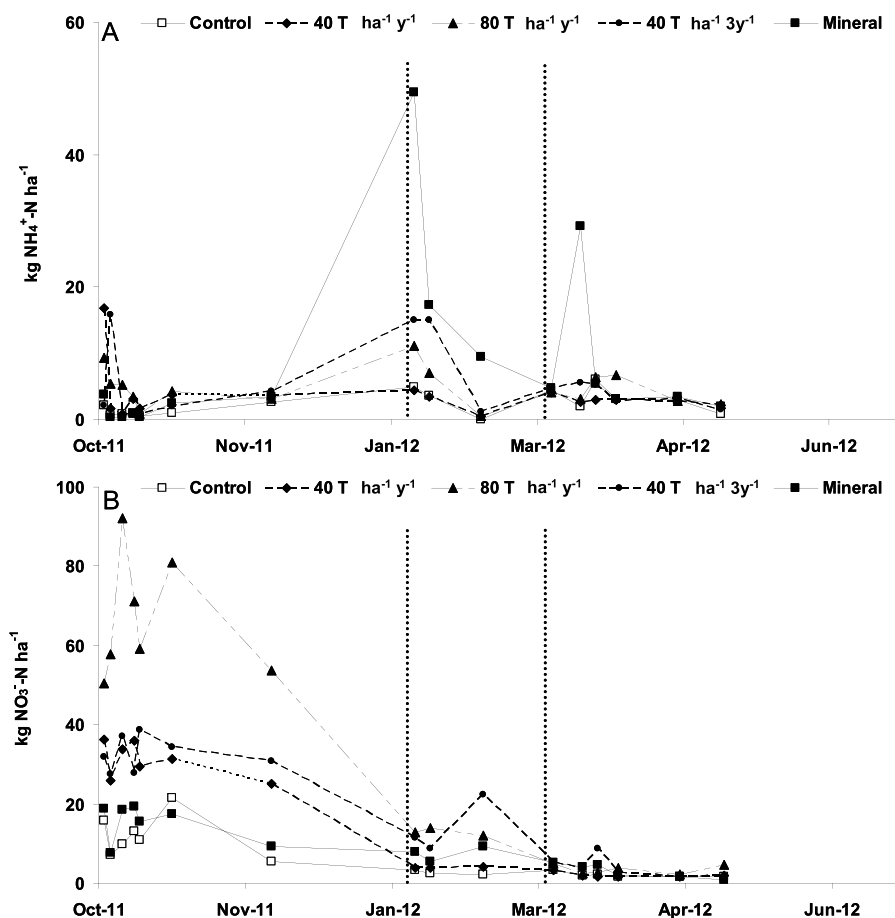 60
A
Control 40 T ha⁻¹ y⁻¹ 80 T ha⁻¹ y⁻¹ 40 T ha⁻¹ 3y⁻¹ Mineral
40
20
0
kg NH₄⁺-N ha⁻¹
Oct-11 Nov-11 Jan-12 Mar-12 Apr-12 Jun-12
100
B
Control 40 T ha⁻¹ y⁻¹ 80 T ha⁻¹ y⁻¹ 40 T ha⁻¹ 3y⁻¹ Mineral
80
60
40
20
0
kg NO₃⁻-N ha⁻¹
Oct-11 Nov-11 Jan-12 Mar-12 Apr-12 Jun-12